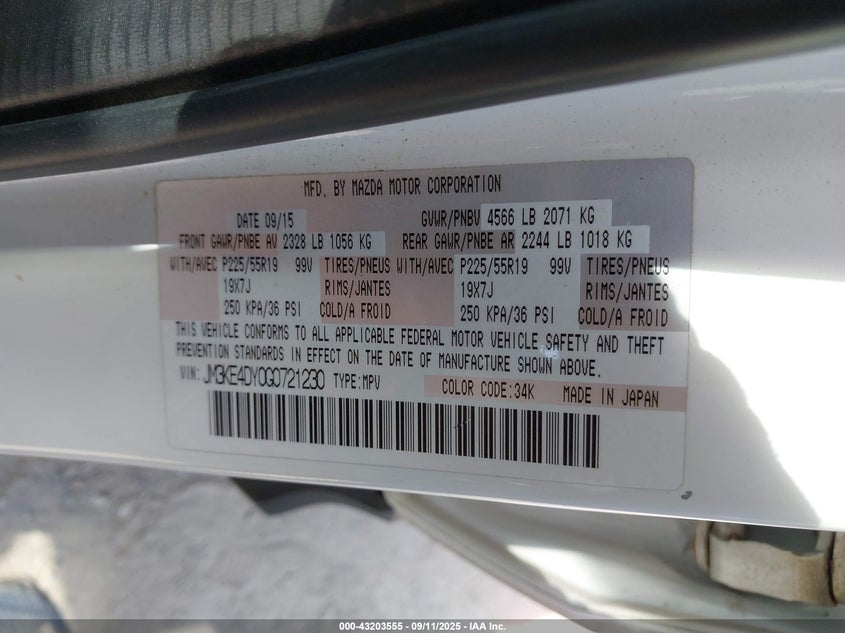 MFD. BY MAZDA MOTOR CORPORATION
DATE 09/15 GVWR/PNBV 4566 LB 2071 KG
FRONT GAWR/PNBE AV 2328 LB 1056 KG REAR GAWR/PNBE AR 2244 LB 1018 KG
WITH/AVEC P225/55R19 99V TIRES/PNEUS WITH/AVEC P225/55R19 99V TIRES/PNEUS
19X7J RIMS/JANTES 19X7J RIMS/JANTES
250 KPA/36 PSI COLD/A FROID 250 KPA/36 PSI COLD/A FROID
THIS VEHICLE CONFORMS TO ALL APPLICABLE FEDERAL MOTOR VEHICLE SAFETY AND THEFT
PREVENTION STANDARDS IN EFFECT ON THE DATE OF MANUFACTURE SHOWN ABOVE.
VIN: JM3KE4DY0G0721230 TYPE:MPV COLOR CODE:34K MADE IN JAPAN
000-43203555 - 09/11/2025 - IAA Inc.